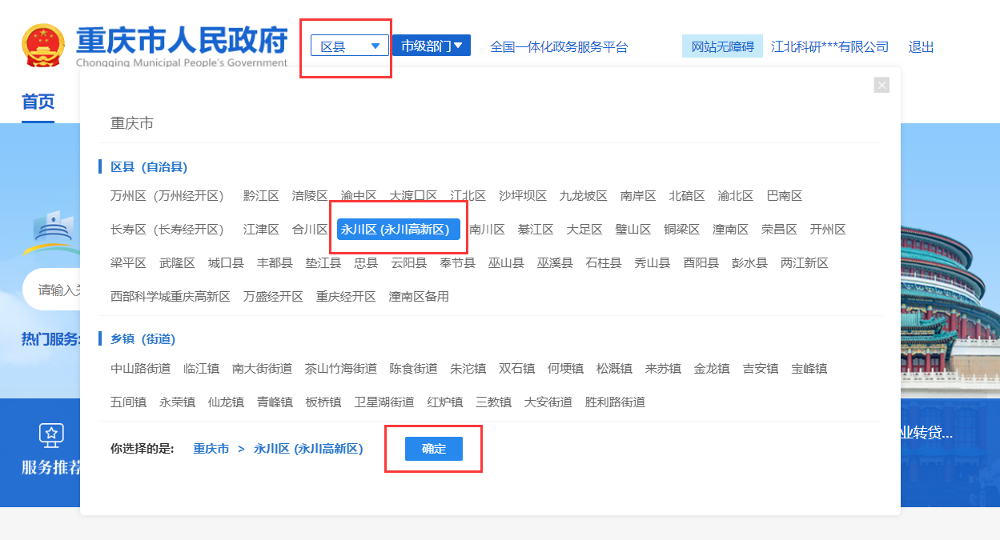 重庆市人民政府
Chongqing Municipal People's Government
区县 市级部门 全国一体化政务服务平台 网站无障碍 江北科研***有限公司 退出
首页
重庆市
区县（自治县）
万州区（万州经开区） 黔江区 涪陵区 渝中区 大渡口区 江北区 沙坪坝区 九龙坡区 南岸区 北碚区 渝北区 巴南区
长寿区（长寿经开区） 江津区 合川区 永川区 (永川高新区) 南川区 綦江区 大足区 璧山区 铜梁区 潼南区 荣昌区 开州区
梁平区 武隆区 城口县 丰都县 垫江县 忠县 云阳县 奉节县 巫山县 巫溪县 石柱县 秀山县 酉阳县 彭水县 两江新区
请输入关
西部科学城重庆高新区 万盛经开区 重庆经开区 潼南区备用
热门服务:
乡镇（街道）
中山路街道 临江镇 南大街街道 茶山竹海街道 陈食街道 朱沱镇 双石镇 何埂镇 松溉镇 来苏镇 金龙镇 吉安镇 宝峰镇
五间镇 永荣镇 仙龙镇 青峰镇 板桥镇 卫星湖街道 红炉镇 三教镇 大安街道 胜利路街道
业转贷...
你选择的是: 重庆市 > 永川区 (永川高新区) 确定
服务推荐